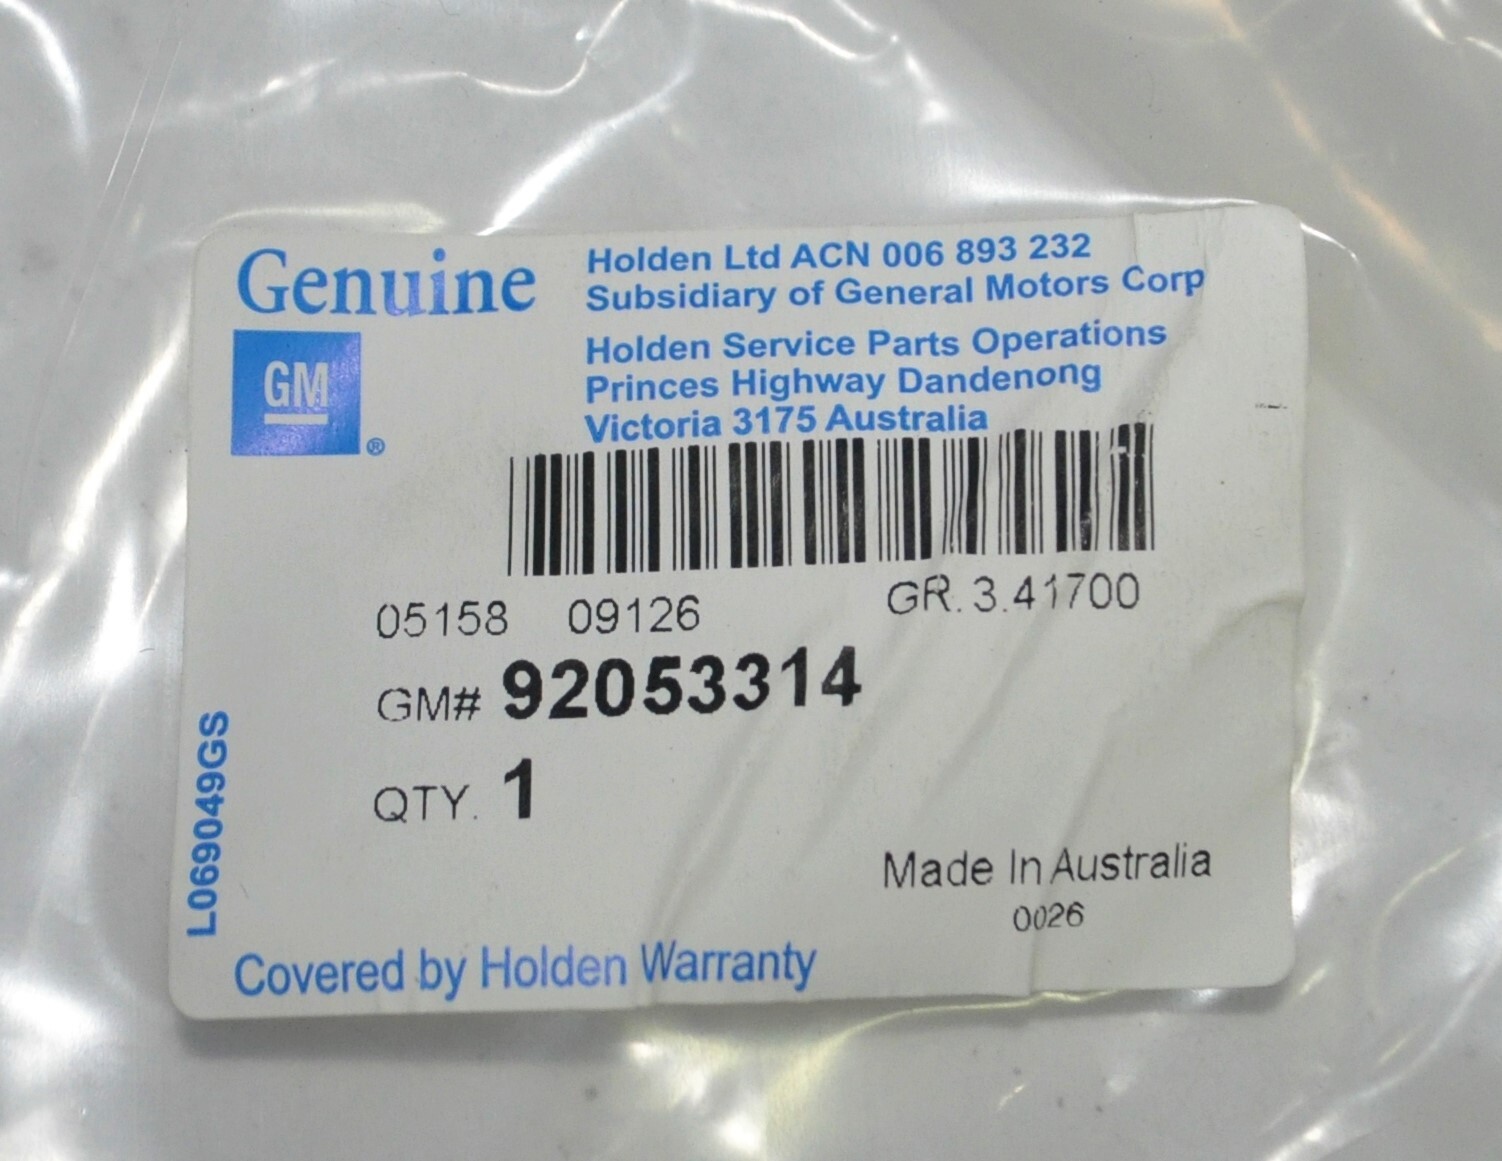 Genuine
GM
®
Holden Ltd ACN 006 893 232
Subsidiary of General Motors Corp
Holden Service Parts Operations
Princes Highway Dandenong
Victoria 3175 Australia
05158 09126 GR. 3.41700
GM# 92053314
QTY. 1
Made In Australia
0026
L069049GS
Covered by Holden Warranty